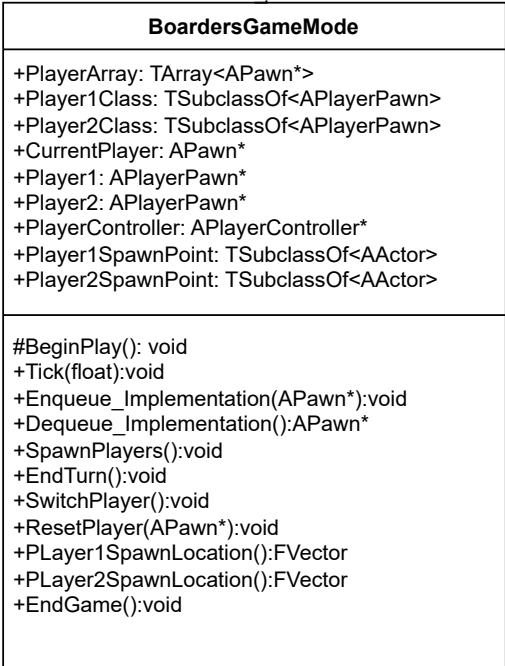 BoardersGameMode
+PlayerArray: TArray<APawn*>
+Player1Class: TSubclassOf<APlayerPawn>
+Player2Class: TSubclassOf<APlayerPawn>
+CurrentPlayer: APawn*
+Player1: APlayerPawn*
+Player2: APlayerPawn*
+PlayerController: APlayerController*
+Player1SpawnPoint: TSubclassOf<AActor>
+Player2SpawnPoint: TSubclassOf<AActor>
#BeginPlay(): void
+Tick(float):void
+Enqueue_Implementation(APawn*):void
+Dequeue_Implementation():APawn*
+SpawnPlayers():void
+EndTurn():void
+SwitchPlayer():void
+ResetPlayer(APawn*):void
+PLayer1SpawnLocation():FVector
+PLayer2SpawnLocation():FVector
+EndGame():void